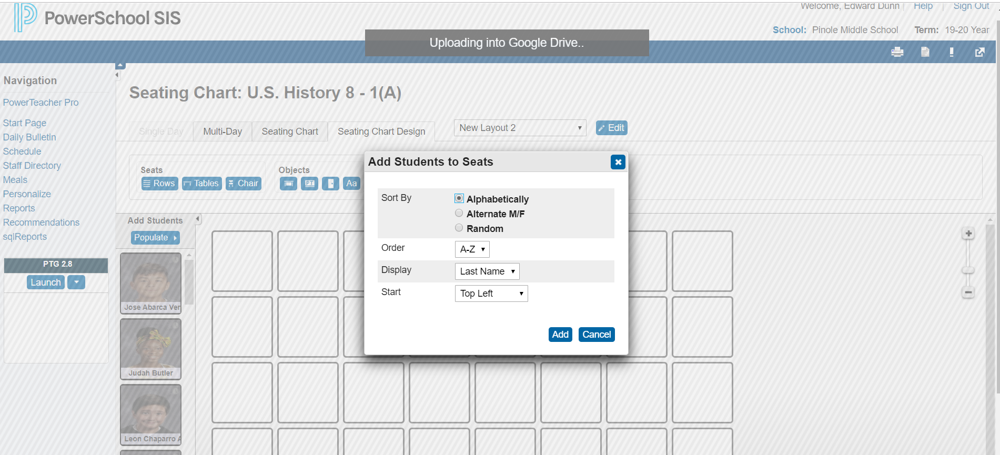 PowerSchool SIS
Welcome, Edward Dunn | Help | Sign Out
School: Pinole Middle School Term: 19-20 Year
Uploading into Google Drive..
Navigation
PowerTeacher Pro
Start Page
Daily Bulletin
Schedule
Staff Directory
Meals
Personalize
Reports
Recommendations
sqlReports
PTG 2.8
Launch
Seating Chart: U.S. History 8 - 1(A)
Single Day Multi-Day Seating Chart Seating Chart Design New Layout 2 Edit
Seats Objects
Rows Tables Chair PT Aa
Add Students
Populate
Jose Abarca Ver
Judah Butler
Leon Chaparro A
Add Students to Seats
Sort By
Alphabetically
Alternate M/F
Random
Order A-Z
Display Last Name
Start Top Left
Add Cancel